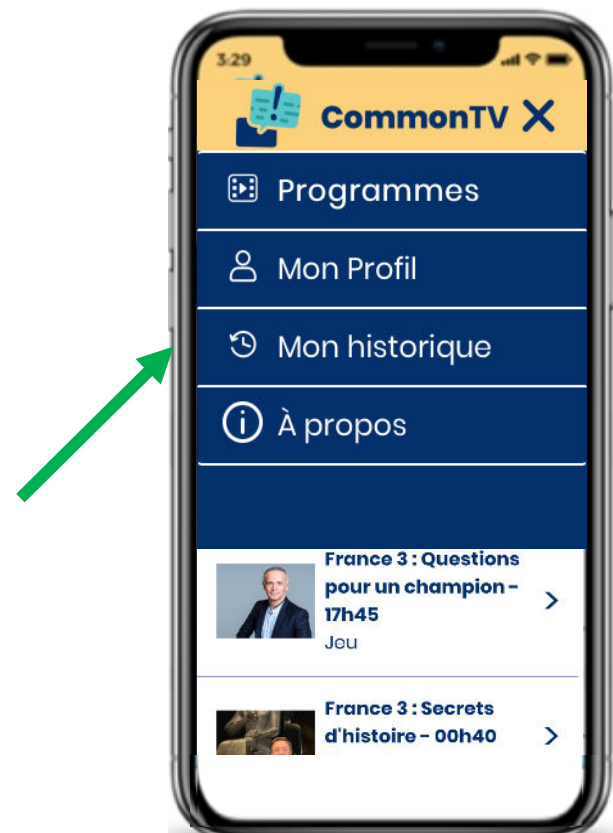 3:29
CommonTV
Programmes
Mon Profil
Mon historique
À propos
France 3 : Questions
pour un champion -
17h45
Jeu
France 3 : Secrets
d'histoire - 00h40